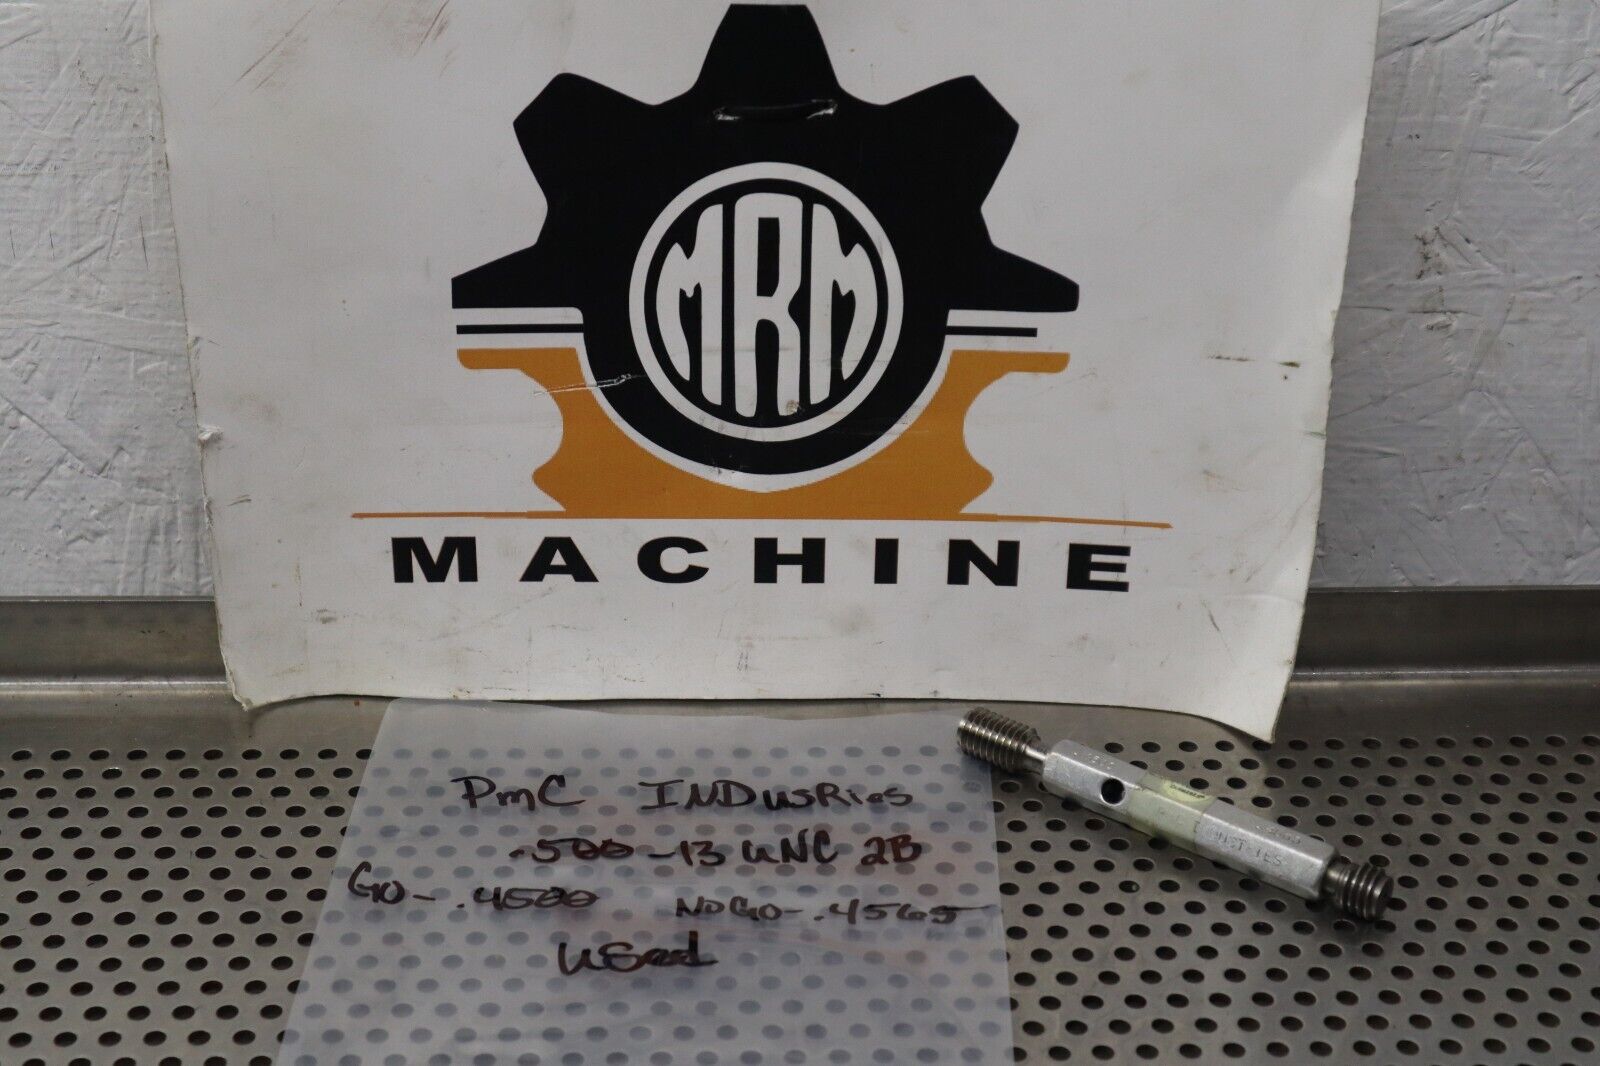 MRM
MACHINE
PMC INDusRies
.500-13 UNC 2B
GO- .4500 NOGO- .4565
used